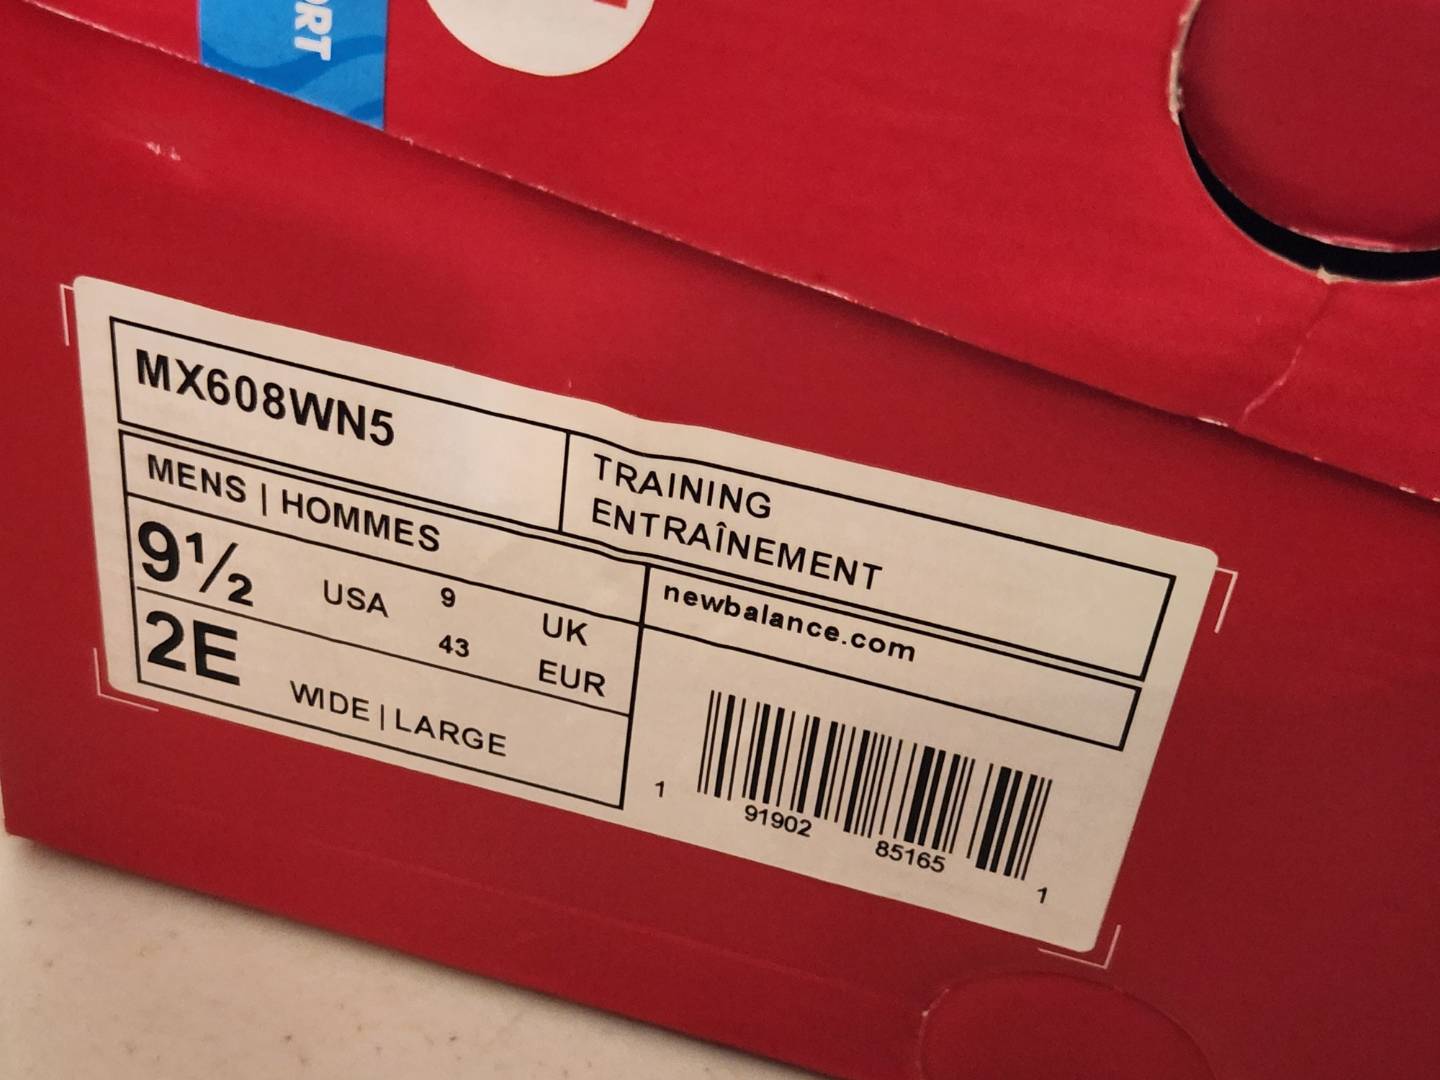 ORT
MX608WN5
TRAINING
ENTRAÎNEMENT
MENS | HOMMES
newbalance.com
9½ USA 9 UK
43 EUR
2E WIDE | LARGE
1 91902 85165 1